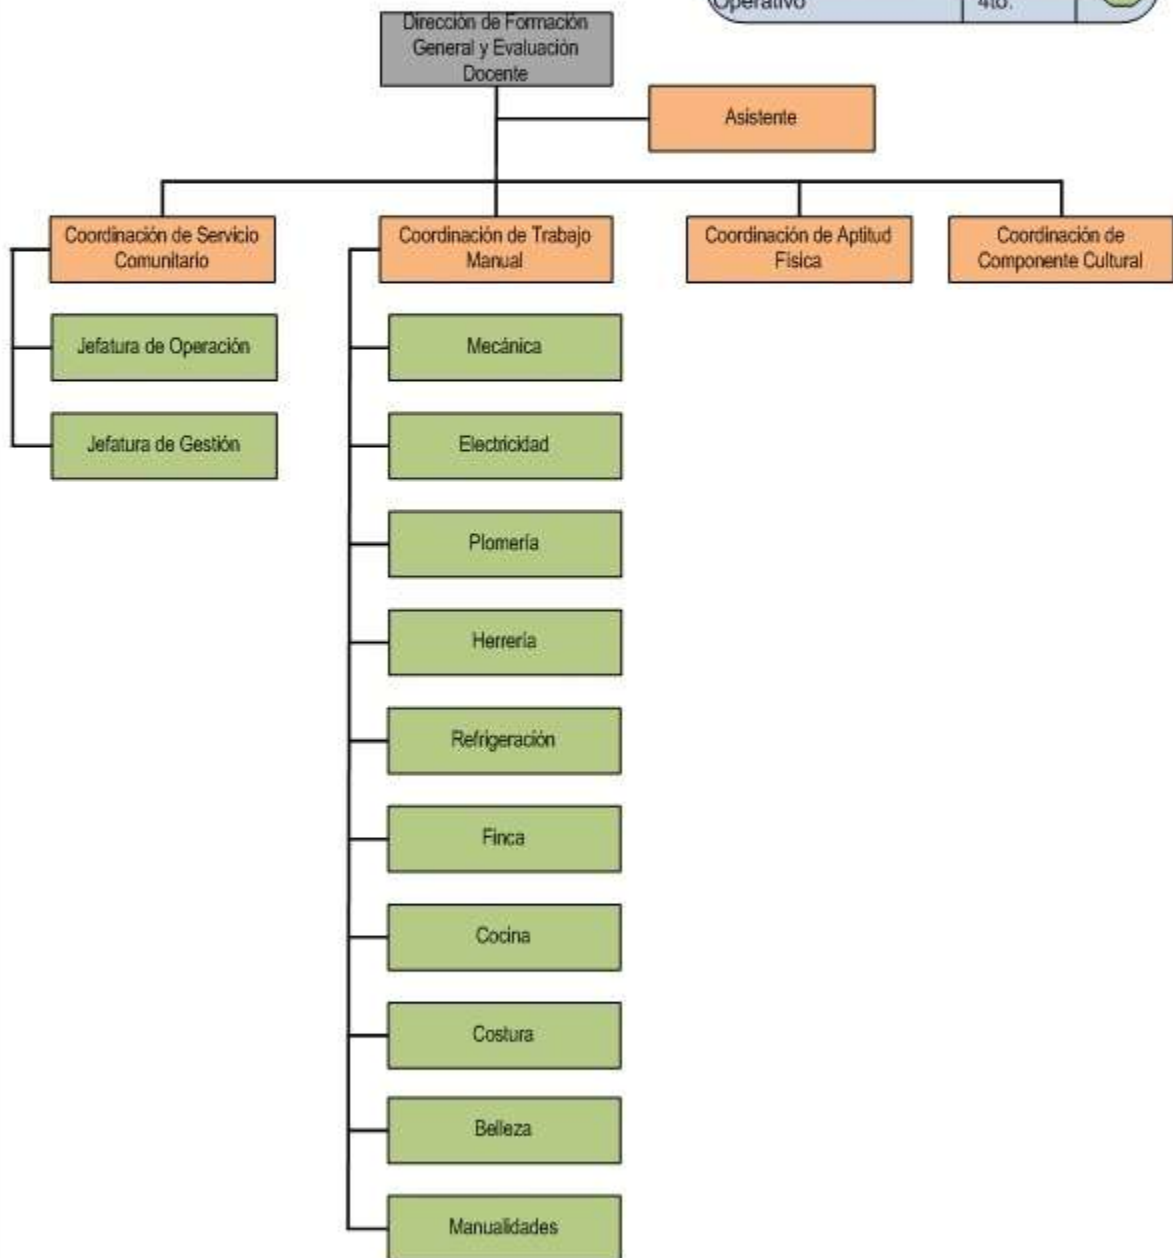 Operativo
4to.
Dirección de Formación
General y Evaluación
Docente
Asistente
Coordinación de Servicio
Comunitario
Coordinación de Trabajo
Manual
Coordinación de Aptitud
Física
Coordinación de
Componente Cultural
Jefatura de Operación
Jefatura de Gestión
Mecánica
Electricidad
Plomería
Herrería
Refrigeración
Finca
Cocina
Costura
Belleza
Manualidades